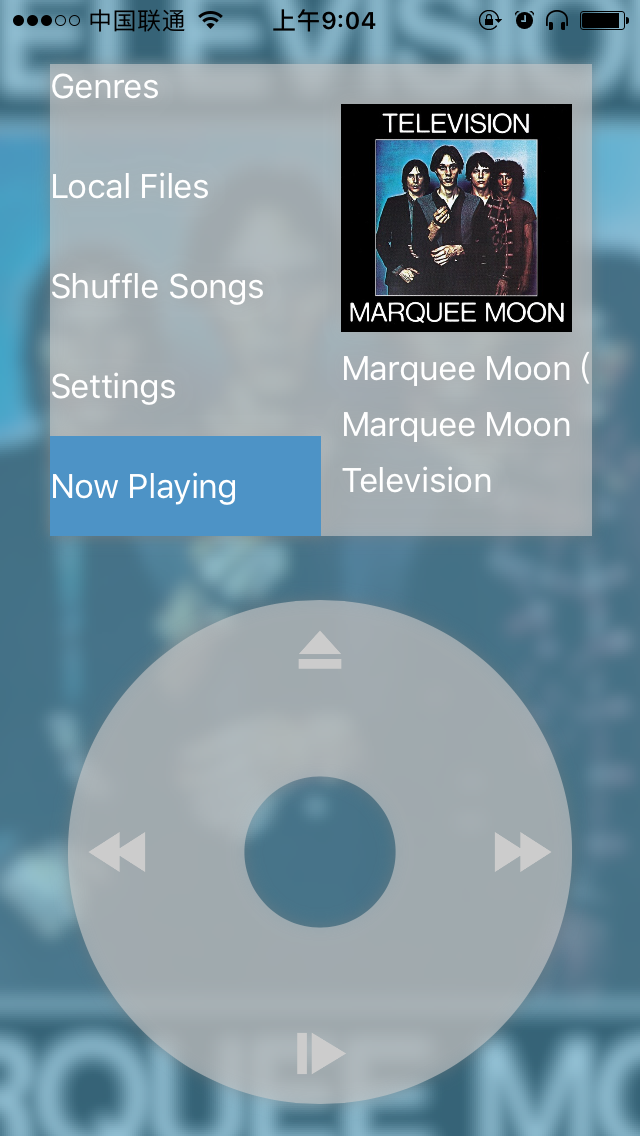 中国联通 上午9:04
Genres
Local Files
Shuffle Songs
Settings
Now Playing
TELEVISION
MARQUEE MOON
Marquee Moon (
Marquee Moon
Television